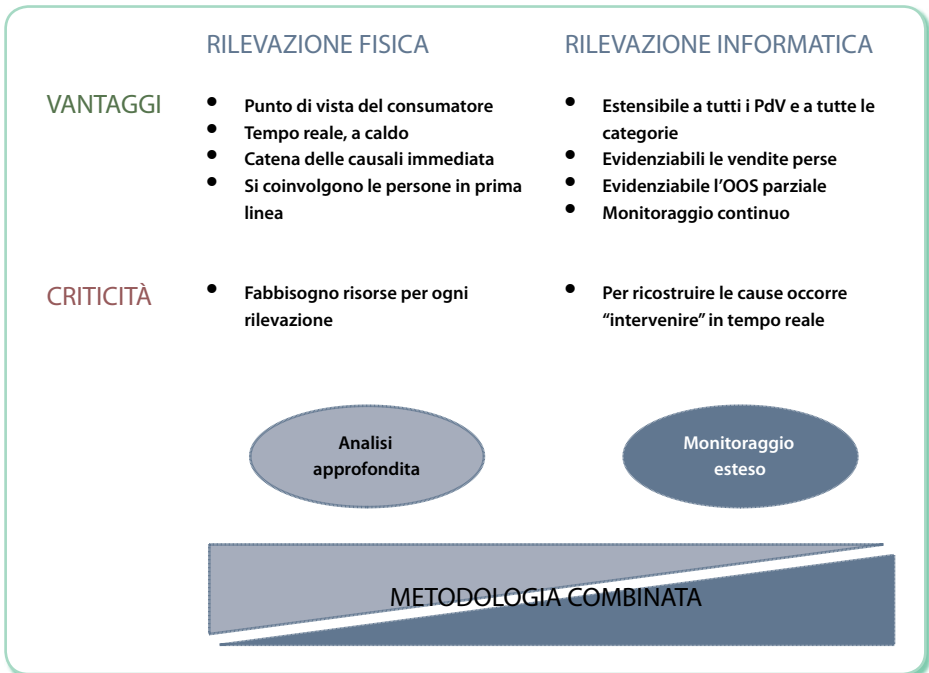 RILEVAZIONE FISICA
RILEVAZIONE INFORMATICA
VANTAGGI
• Punto di vista del consumatore
• Tempo reale, a caldo
• Catena delle causali immediata
• Si coinvolgono le persone in prima
linea
• Estensibile a tutti i PdV e a tutte le
categorie
• Evidenziabili le vendite perse
• Evidenziabile l’OOS parziale
• Monitoraggio continuo
CRITICITÀ
• Fabbisogno risorse per ogni
rilevazione
• Per ricostruire le cause occorre
“intervenire” in tempo reale
Analisi
approfondita
Monitoraggio
esteso
METODOLOGIA COMBINATA